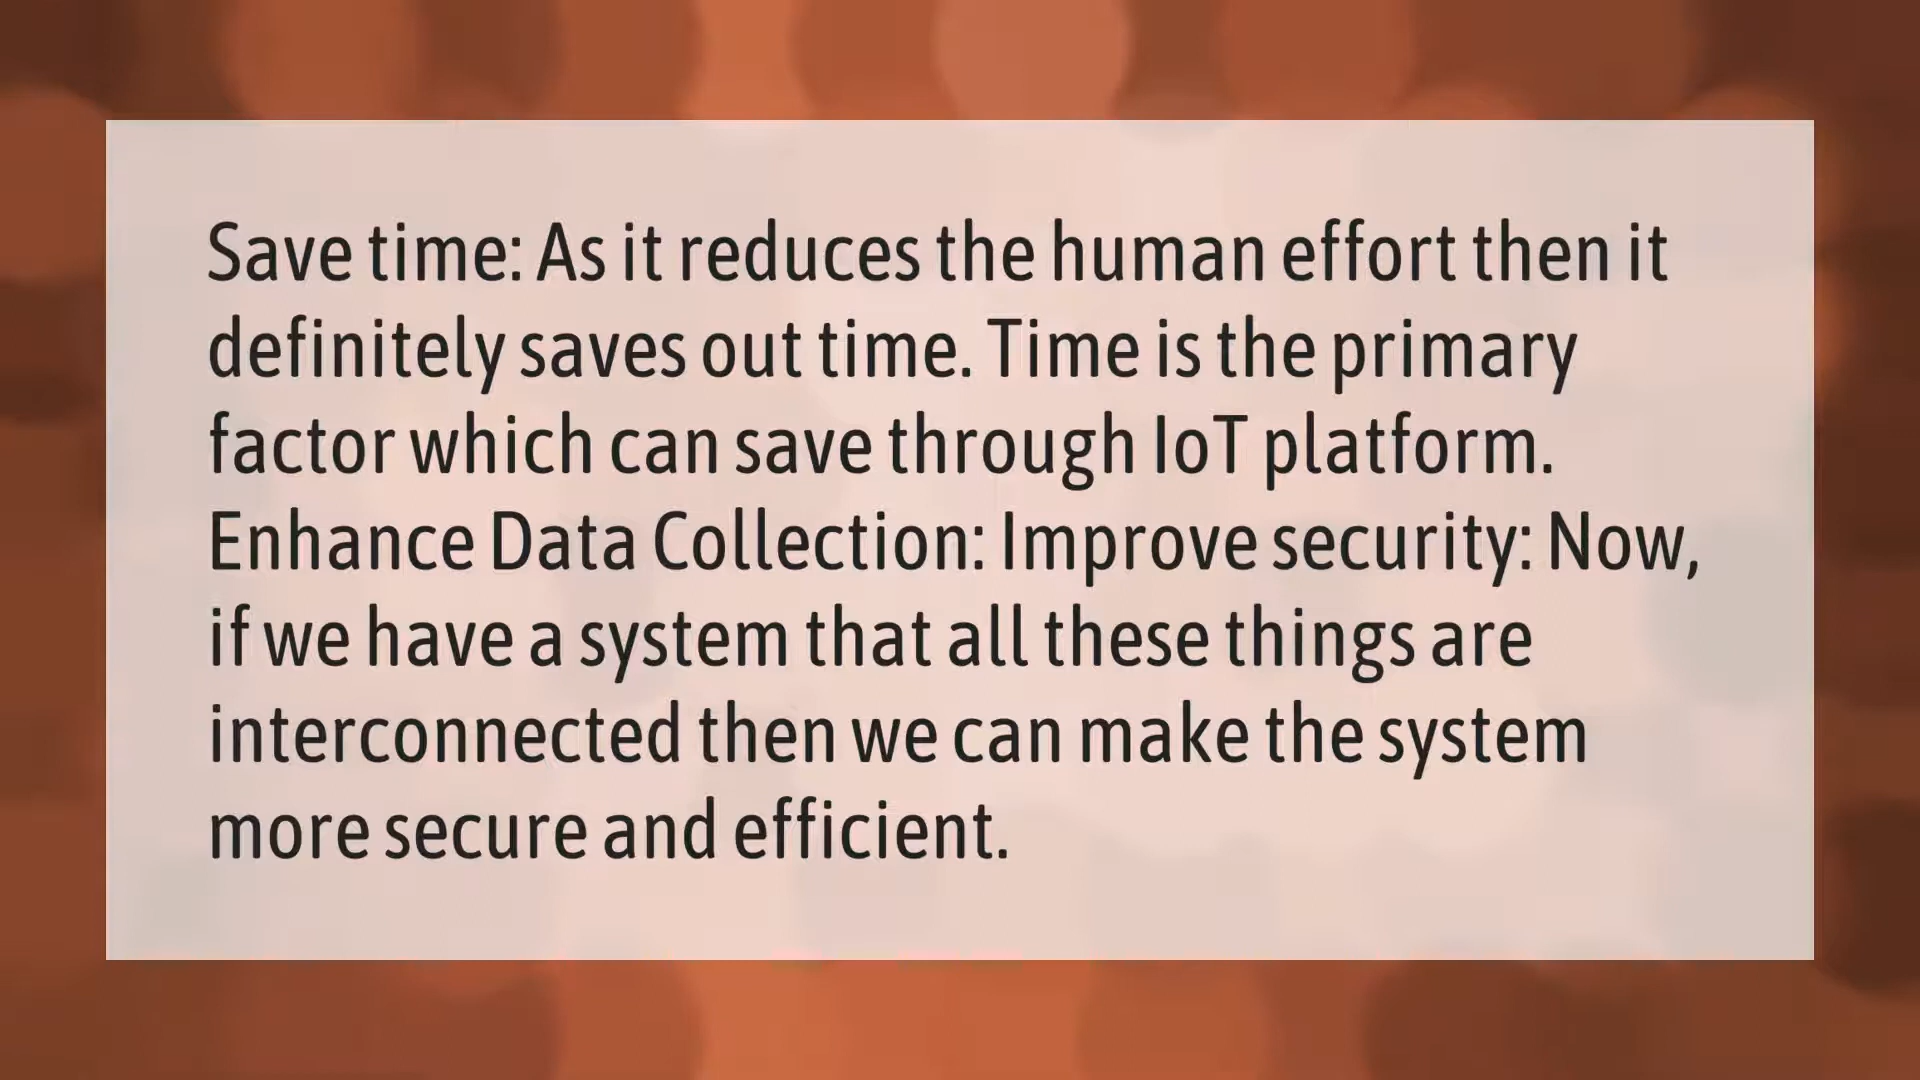 Save time: As it reduces the human effort then it
definitely saves out time. Time is the primary
factor which can save through IoT platform.
Enhance Data Collection: Improve security: Now,
if we have a system that all these things are
interconnected then we can make the system
more secure and efficient.